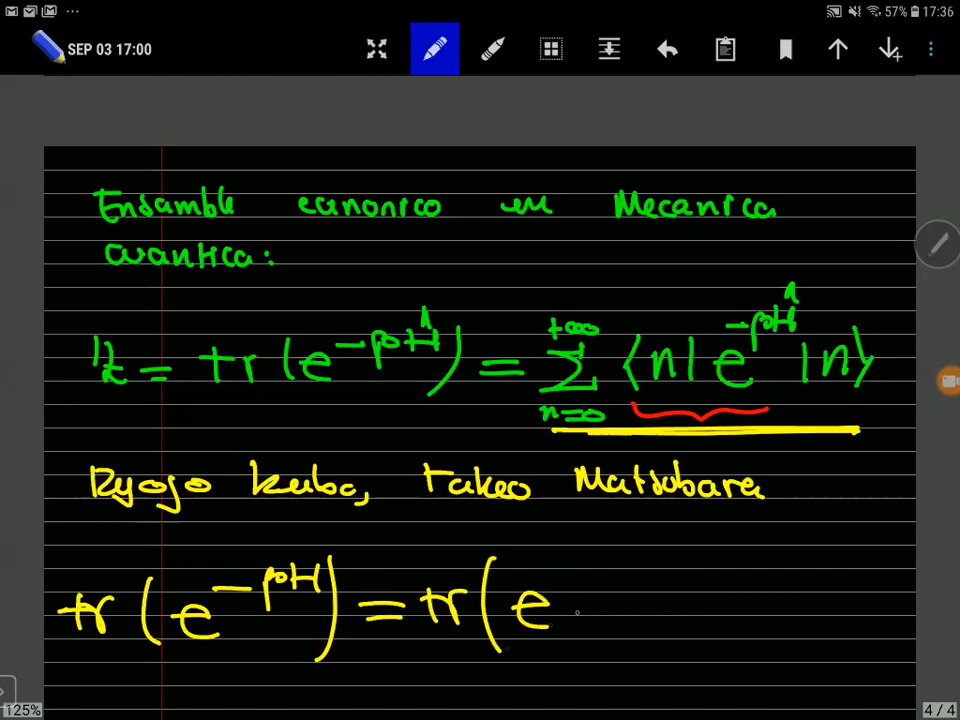 57% 17:36
SEP 03 17:00
Ensamble canonico en Mecanica
cuantica:
Z = tr(e^{-βĤ}) = Σ_{n=0}^{+∞} ⟨n| e^{-βĤ} |n⟩
Ryogo Kubo, Takeo Matsubara
tr(e^{-βH}) = tr(e
125%
4 / 4